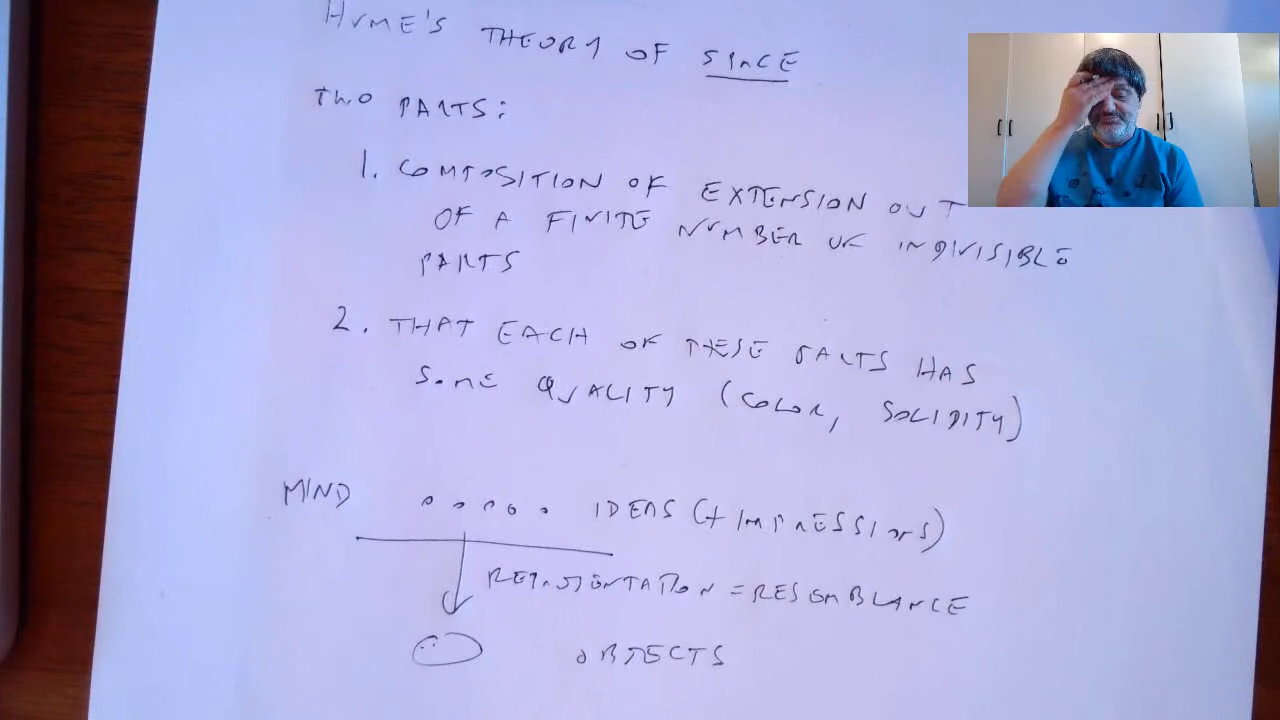 HUME'S THEORY OF SPACE
TWO PARTS:
1. COMPOSITION OF EXTENSION OUT
OF A FINITE NUMBER OF INDIVISIBLE
PARTS
2. THAT EACH OF THESE PARTS HAS
SOME QUALITY (COLOR, SOLIDITY)
MIND IDEAS (+ IMPRESSIONS)
REPRESENTATION = RESEMBLANCE
OBJECTS